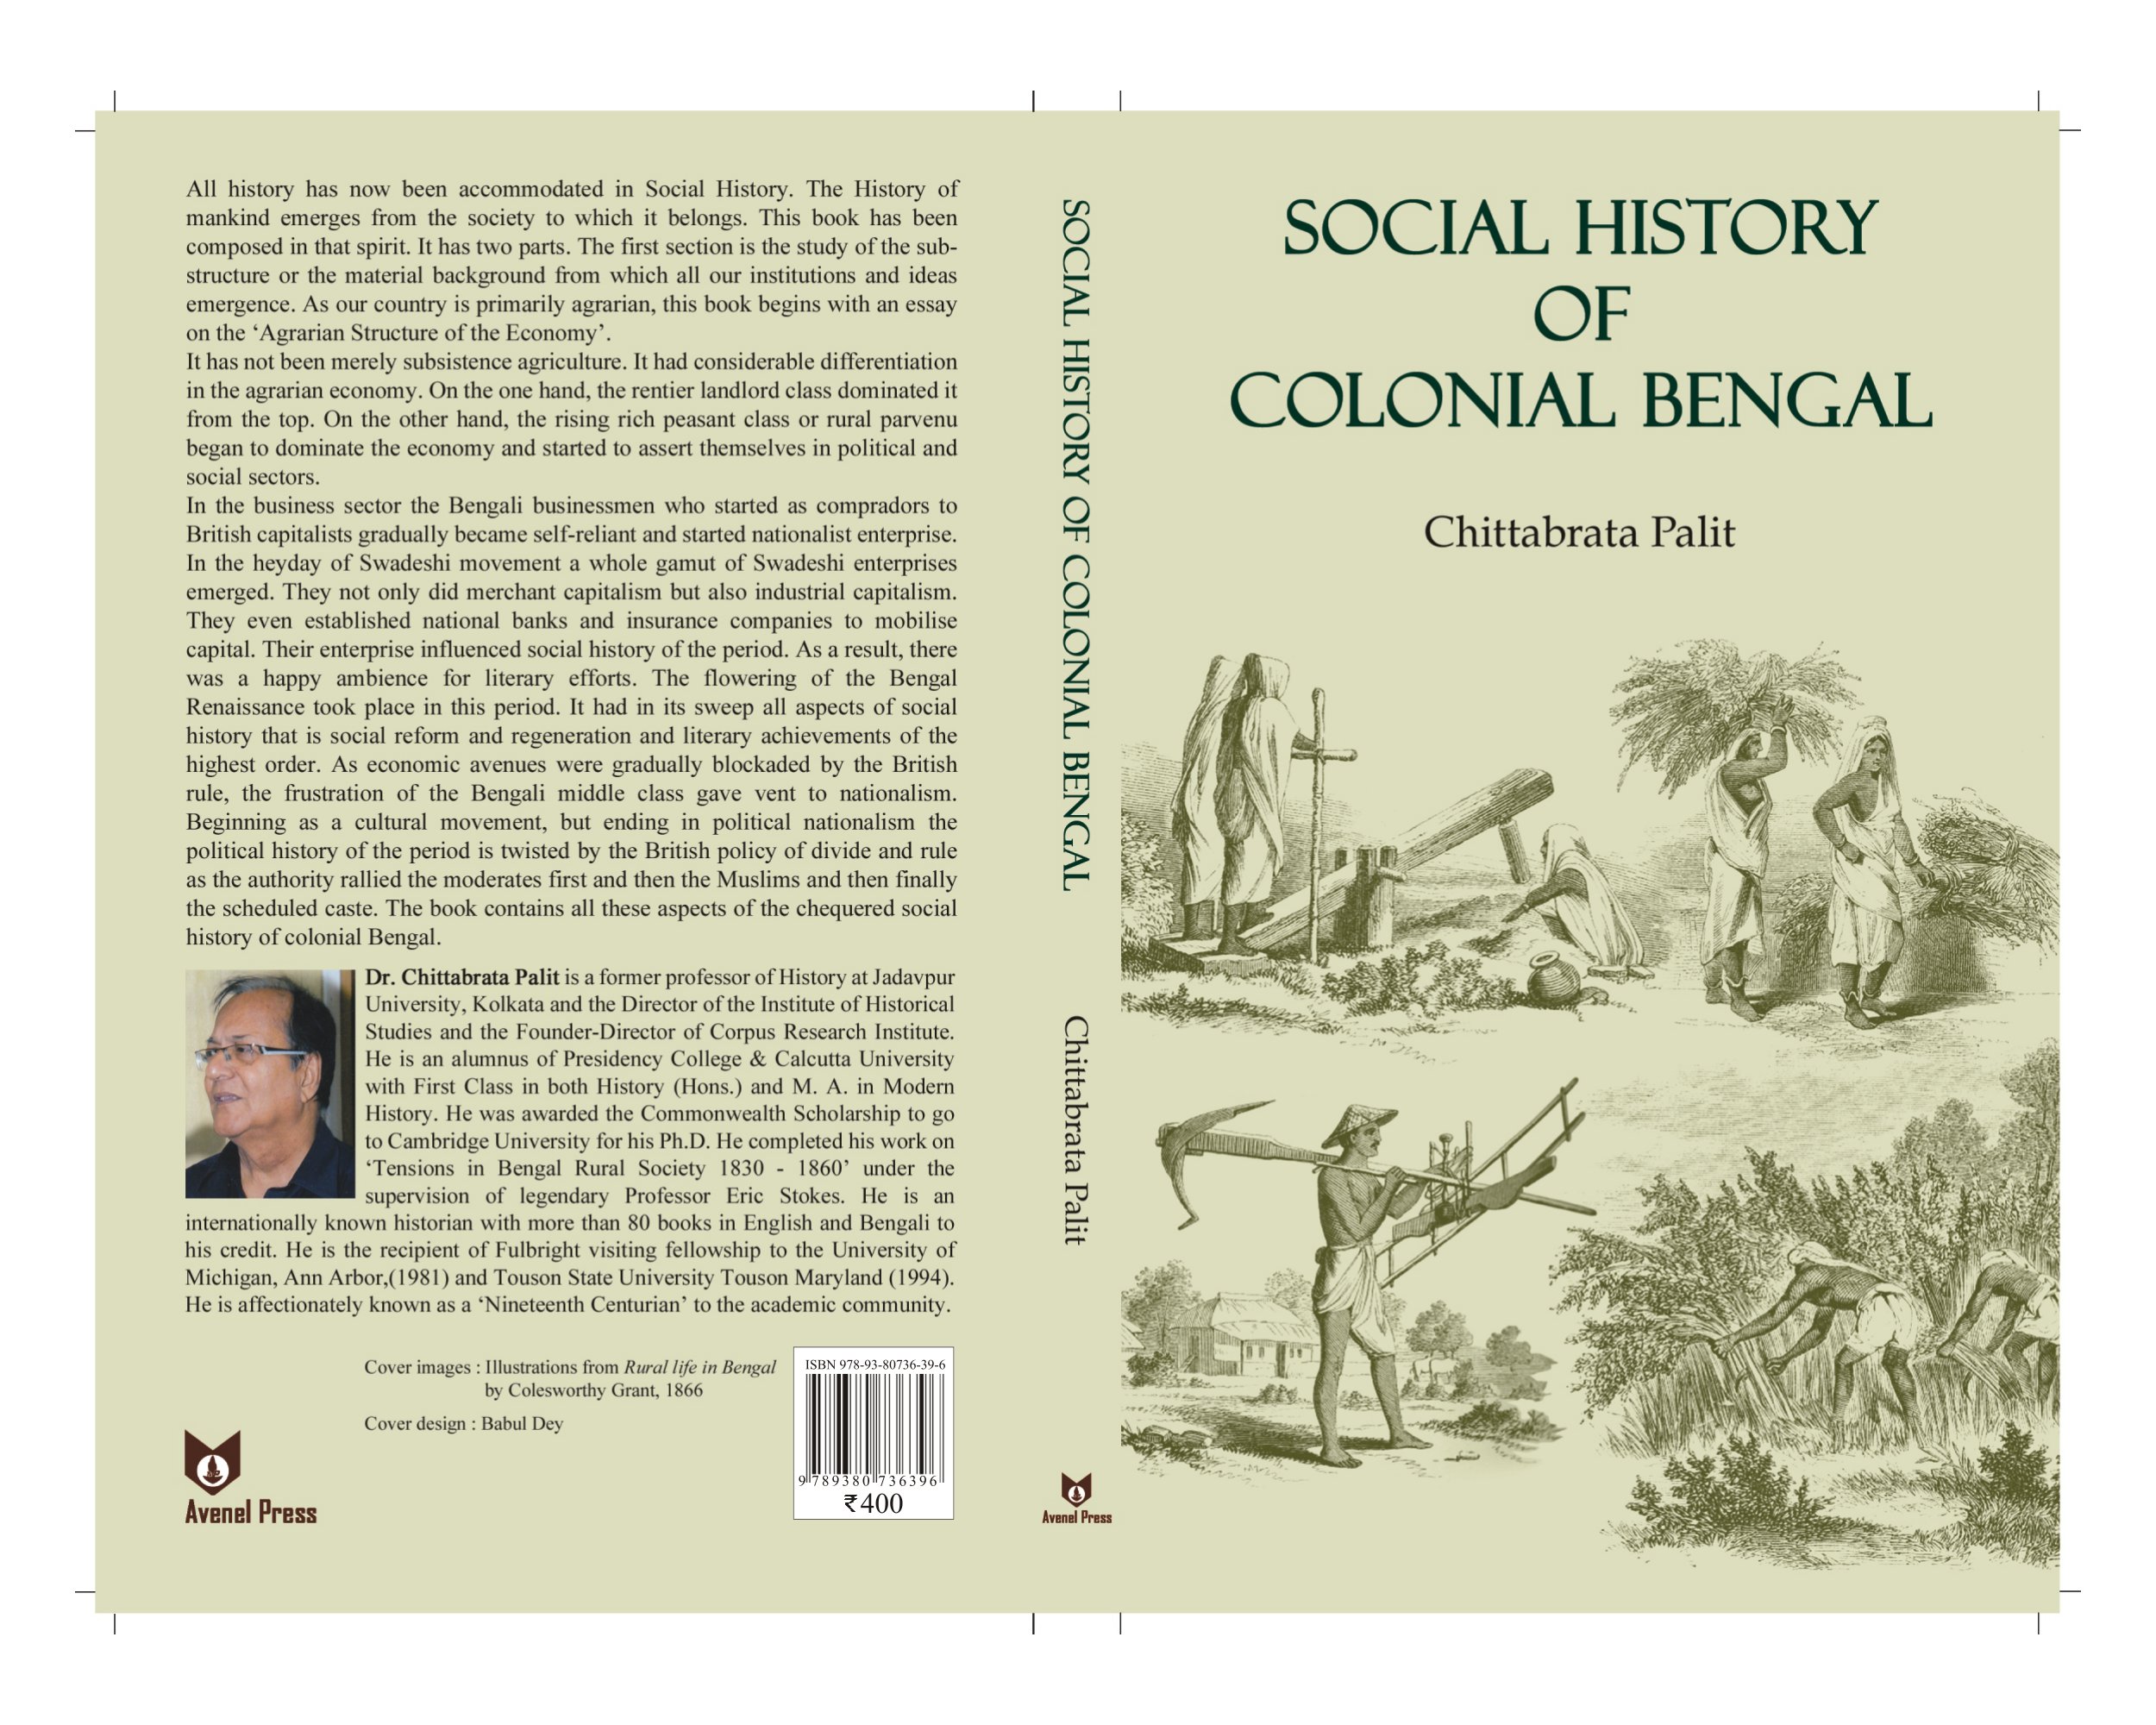 All history has now been accommodated in Social History. The History of
mankind emerges from the society to which it belongs. This book has been
composed in that spirit. It has two parts. The first section is the study of the sub-
structure or the material background from which all our institutions and ideas
emergence. As our country is primarily agrarian, this book begins with an essay
on the ‘Agrarian Structure of the Economy’.
It has not been merely subsistence agriculture. It had considerable differentiation
in the agrarian economy. On the one hand, the rentier landlord class dominated it
from the top. On the other hand, the rising rich peasant class or rural parvenu
began to dominate the economy and started to assert themselves in political and
social sectors.
In the business sector the Bengali businessmen who started as compradors to
British capitalists gradually became self-reliant and started nationalist enterprise.
In the heyday of Swadeshi movement a whole gamut of Swadeshi enterprises
emerged. They not only did merchant capitalism but also industrial capitalism.
They even established national banks and insurance companies to mobilise
capital. Their enterprise influenced social history of the period. As a result, there
was a happy ambience for literary efforts. The flowering of the Bengal
Renaissance took place in this period. It had in its sweep all aspects of social
history that is social reform and regeneration and literary achievements of the
highest order. As economic avenues were gradually blockaded by the British
rule, the frustration of the Bengali middle class gave vent to nationalism.
Beginning as a cultural movement, but ending in political nationalism the
political history of the period is twisted by the British policy of divide and rule
as the authority rallied the moderates first and then the Muslims and then finally
the scheduled caste. The book contains all these aspects of the chequered social
history of colonial Bengal.
Dr. Chittabrata Palit is a former professor of History at Jadavpur
University, Kolkata and the Director of the Institute of Historical
Studies and the Founder-Director of Corpus Research Institute.
He is an alumnus of Presidency College & Calcutta University
with First Class in both History (Hons.) and M. A. in Modern
History. He was awarded the Commonwealth Scholarship to go
to Cambridge University for his Ph.D. He completed his work on
‘Tensions in Bengal Rural Society 1830 - 1860’ under the
supervision of legendary Professor Eric Stokes. He is an
internationally known historian with more than 80 books in English and Bengali to
his credit. He is the recipient of Fulbright visiting fellowship to the University of
Michigan, Ann Arbor,(1981) and Touson State University Touson Maryland (1994).
He is affectionately known as a ‘Nineteenth Centurian’ to the academic community.
Cover images : Illustrations from Rural life in Bengal
by Colesworthy Grant, 1866
Cover design : Babul Dey
Avenel Press
ISBN 978-93-80736-39-6
9 789380 736396
₹400
SOCIAL HISTORY OF COLONIAL BENGAL
Chittabrata Palit
Avenel Press
SOCIAL HISTORY
OF
COLONIAL BENGAL
Chittabrata Palit